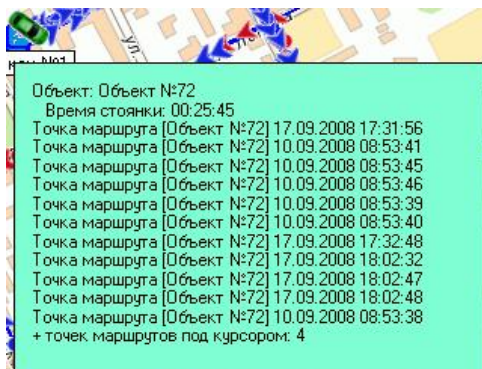 ул.
Объект: Объект №72
Время стоянки: 00:25:45
Точка маршрута [Объект №72] 17.09.2008 17:31:56
Точка маршрута [Объект №72] 10.09.2008 08:53:41
Точка маршрута [Объект №72] 10.09.2008 08:53:45
Точка маршрута [Объект №72] 10.09.2008 08:53:46
Точка маршрута [Объект №72] 10.09.2008 08:53:39
Точка маршрута [Объект №72] 10.09.2008 08:53:40
Точка маршрута [Объект №72] 17.09.2008 17:32:48
Точка маршрута [Объект №72] 17.09.2008 18:02:32
Точка маршрута [Объект №72] 17.09.2008 18:02:47
Точка маршрута [Объект №72] 17.09.2008 18:02:48
Точка маршрута [Объект №72] 10.09.2008 08:53:38
+ точек маршрутов под курсором: 4